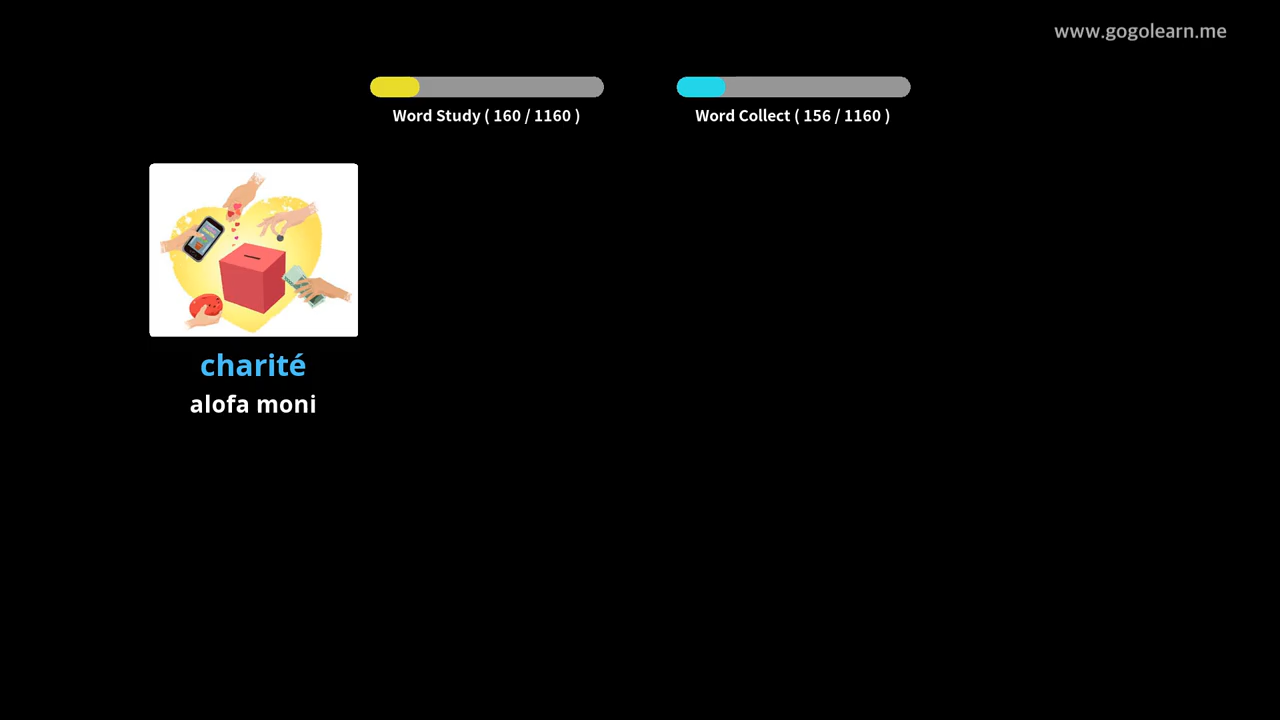 www.gogolearn.me
Word Study ( 160 / 1160 )
Word Collect ( 156 / 1160 )
charité
alofa moni